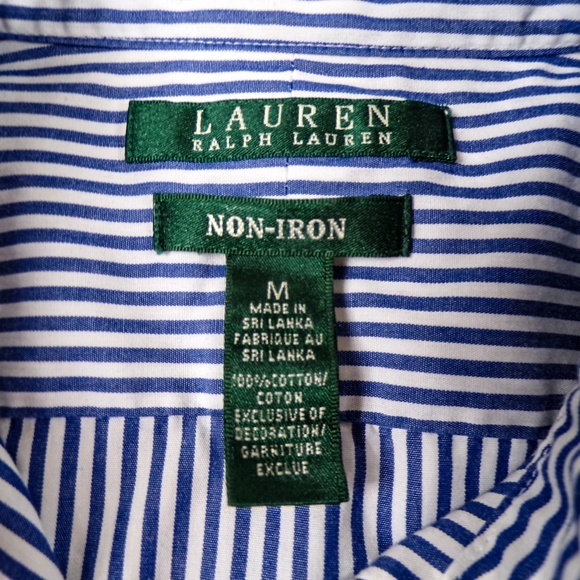 LAUREN
RALPH LAUREN
NON-IRON
M
MADE IN
SRI LANKA
FABRIQUE AU
SRI LANKA
100%COTTON/
COTON
EXCLUSIVE OF
DECORATION/
GARNITURE
EXCLUE